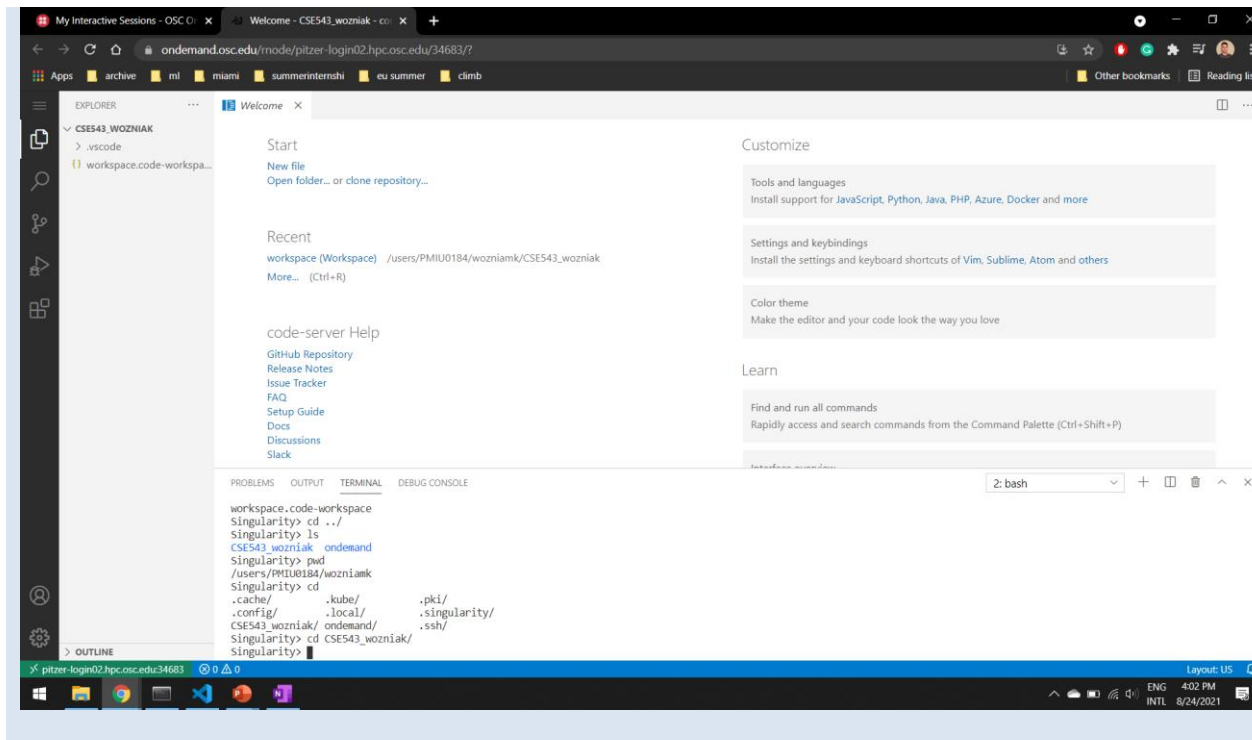 My Interactive Sessions - OSC O
Welcome - CSE543_wozniak - co
ondemand.osc.edu/rnode/pitzer-login02.hpc.osc.edu/34683/?
Apps archive ml miami summerinternshi eu summer climb Other bookmarks Reading lis
EXPLORER ...
CSE543_WOZNIAK
.vscode
{} workspace.code-workspa...
OUTLINE
Welcome
Start
New file
Open folder... or clone repository...
Recent
workspace (Workspace) /users/PMIU0184/wozniamk/CSE543_wozniak
More... (Ctrl+R)
code-server Help
GitHub Repository
Release Notes
Issue Tracker
FAQ
Setup Guide
Docs
Discussions
Slack
Customize
Tools and languages
Install support for JavaScript, Python, Java, PHP, Azure, Docker and more
Settings and keybindings
Install the settings and keyboard shortcuts of Vim, Sublime, Atom and others
Color theme
Make the editor and your code look the way you love
Learn
Find and run all commands
Rapidly access and search commands from the Command Palette (Ctrl+Shift+P)
Interface overview
PROBLEMS OUTPUT TERMINAL DEBUG CONSOLE 2: bash
workspace.code-workspace
Singularity> cd ../
Singularity> ls
CSE543_wozniak ondemand
Singularity> pwd
/users/PMIU0184/wozniamk
Singularity> cd
.cache/ .kube/ .pki/
.config/ .local/ .singularity/
CSE543_wozniak/ ondemand/ .ssh/
Singularity> cd CSE543_wozniak/
Singularity>
pitzer-login02.hpc.osc.edu:34683 0 0 Layout: US
ENG 4:02 PM
INTL 8/24/2021